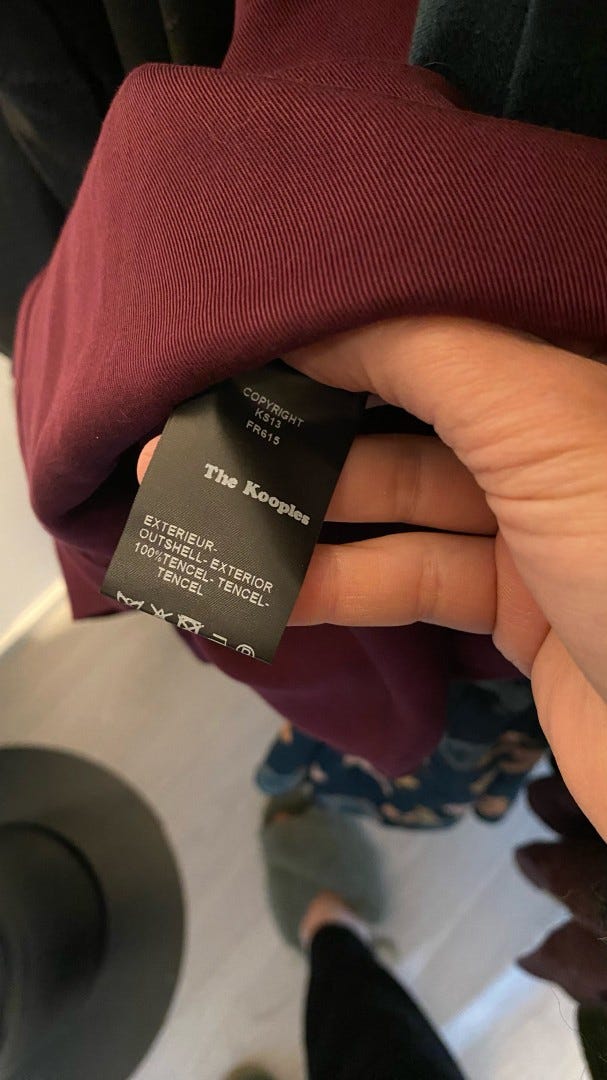 COPYRIGHT
KS13
FR615
The Kooples
EXTERIEUR-
OUTSHELL- EXTERIOR
100%TENCEL- TENCEL-
TENCEL